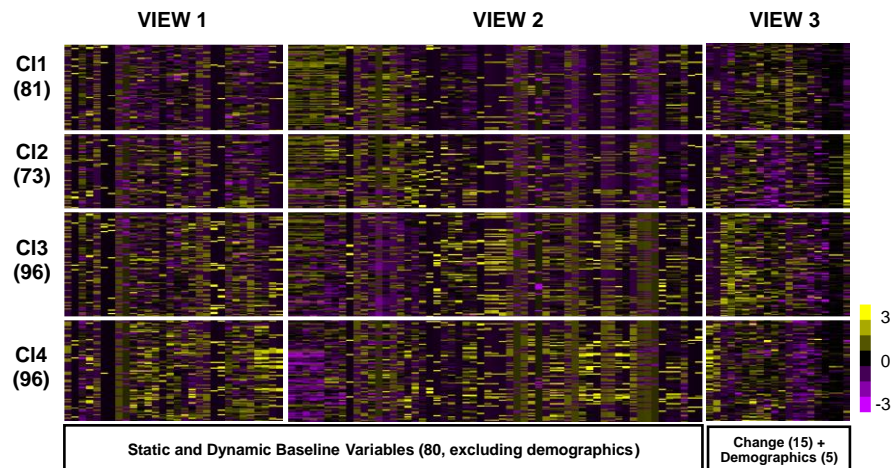 VIEW 1 VIEW 2 VIEW 3
Cl1
(81)
Cl2
(73)
Cl3
(96)
Cl4
(96)
3
0
-3
Static and Dynamic Baseline Variables (80, excluding demographics)
Change (15) +
Demographics (5)